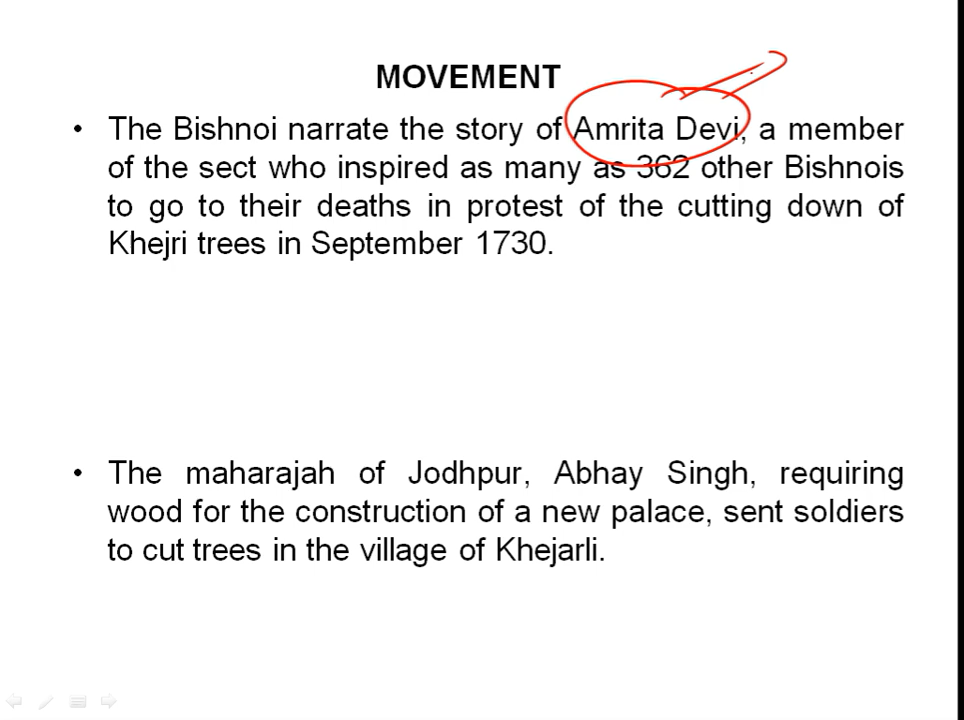 MOVEMENT
• The Bishnoi narrate the story of Amrita Devi, a member
of the sect who inspired as many as 362 other Bishnois
to go to their deaths in protest of the cutting down of
Khejri trees in September 1730.
• The maharajah of Jodhpur, Abhay Singh, requiring
wood for the construction of a new palace, sent soldiers
to cut trees in the village of Khejarli.